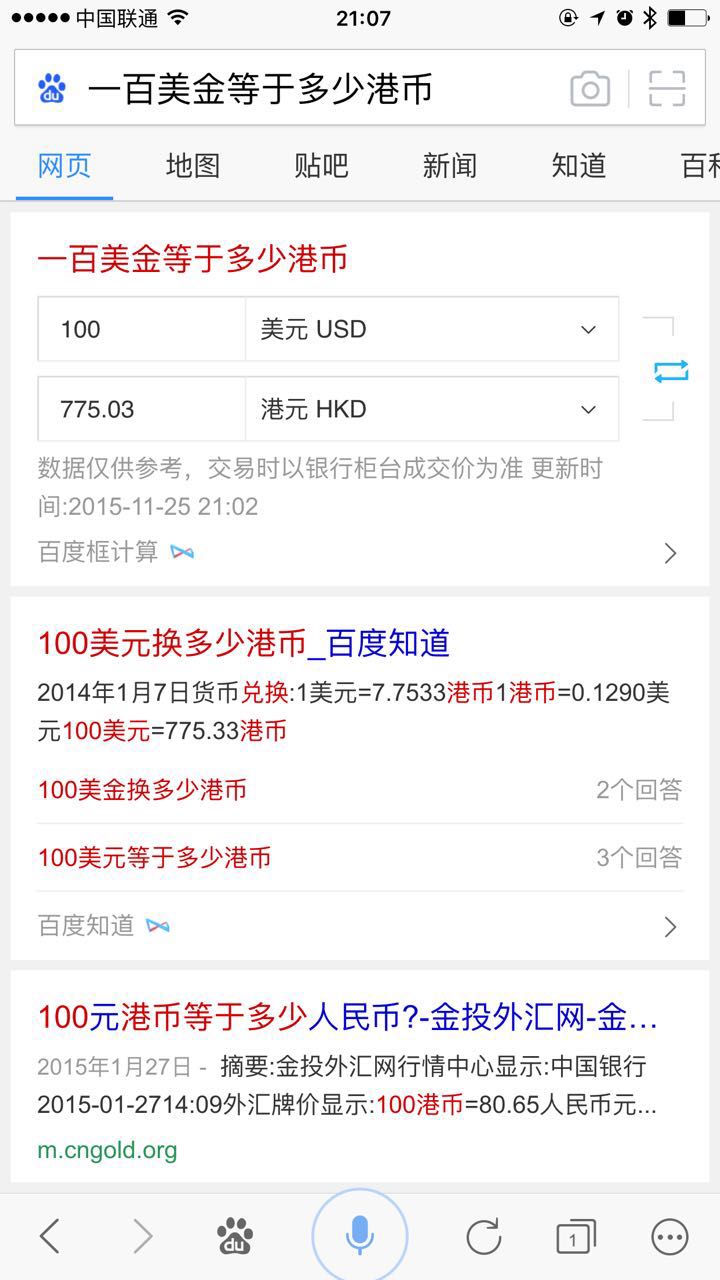 中国联通
21:07
du
一百美金等于多少港币
网页
地图
贴吧
新闻
知道
一百美金等于多少港币
100
美元 USD
775.03
港元 HKD
数据仅供参考，交易时以银行柜台成交价为准 更新时
间:2015-11-25 21:02
百度框计算
100美元换多少港币_百度知道
2014年1月7日货币兑换:1美元=7.7533港币1港币=0.1290美
元100美元=775.33港币
100美金换多少港币
2个回答
100美元等于多少港币
3个回答
百度知道
100元港币等于多少人民币?-金投外汇网-金...
2015年1月27日 - 摘要:金投外汇网行情中心显示:中国银行
2015-01-2714:09外汇牌价显示:100港币=80.65人民币元...
m.cngold.org
du
1